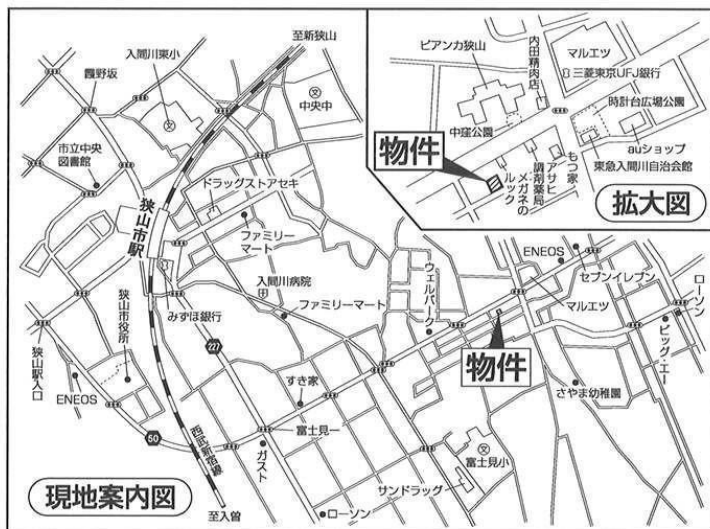 至新狭山
入間川東小
霞野坂
中央中
市立中央
図書館
ドラッグストアセキ
狭山市駅
ファミリー
マート
入間川病院
みずほ銀行
ファミリーマート
狭山市役所
狭山駅入口
ENEOS
227
すき家
50
富士見一
西武新宿線
ガスト
至入曽
ローソン
現地案内図
ウェルパーク
ENEOS
セブンイレブン
マルエツ
ローソン
ビッグ・エー
物件
さやま幼稚園
富士見小
サンドラッグ
ビアンカ狭山
内田精肉店
マルエツ
三菱東京UFJ銀行
時計台広場公園
中窪公園
auショップ
東急入間川自治会館
もつ家
アサヒ
調剤薬局
メガネの
ルック
物件
拡大図